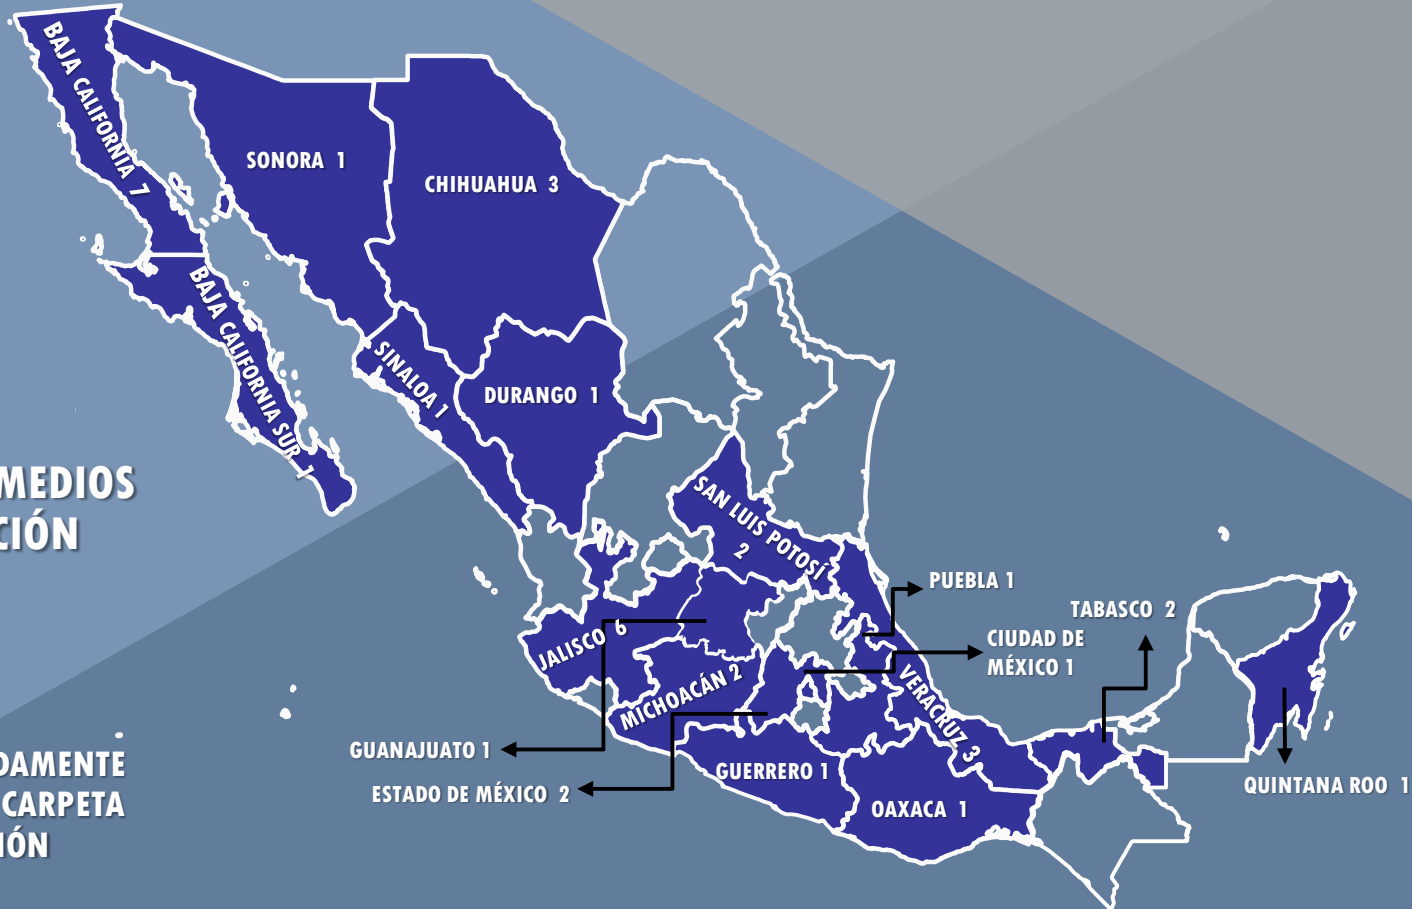 BAJA CALIFORNIA 7
SONORA 1
CHIHUAHUA 3
BAJA CALIFORNIA SUR 1
SINALOA 1
DURANGO 1
MEDIOS
CIÓN
SAN LUIS POTOSÍ
2
PUEBLA 1
TABASCO 2
CIUDAD DE
MÉXICO 1
JALISCO 6
MICHOACÁN 2
VERACRUZ 3
GUANAJUATO 1
DAMENTE
CARPETA
IÓN
GUERRERO 1
ESTADO DE MÉXICO 2
OAXACA 1
QUINTANA ROO 1